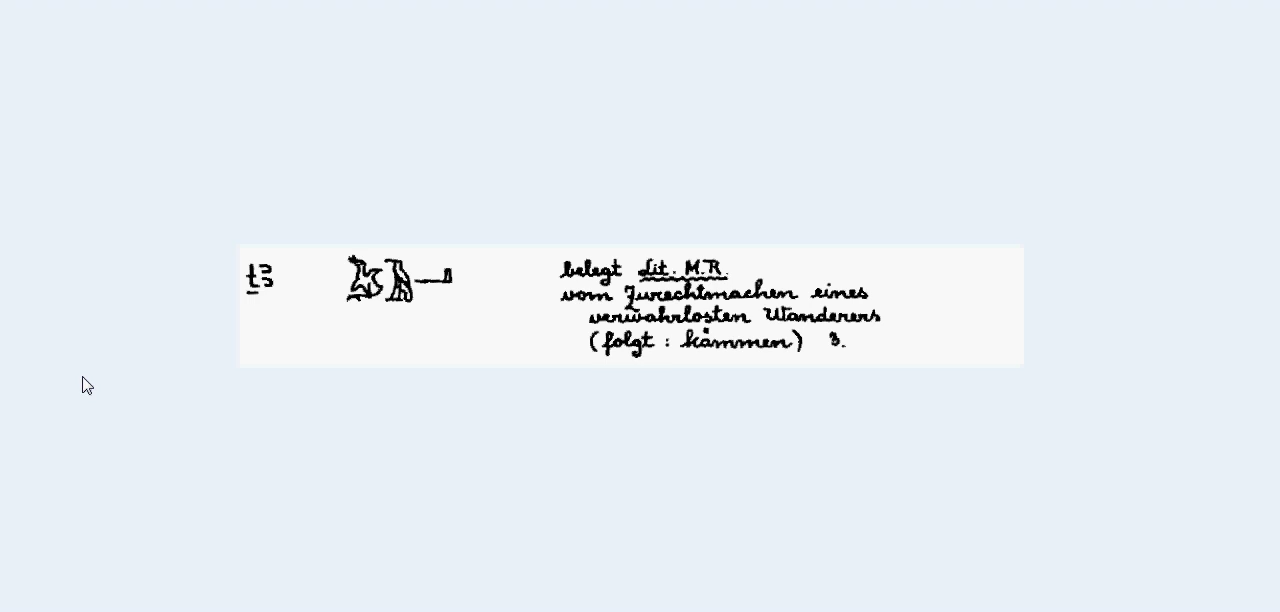 ṯꜣ belegt Lit. M.R.
vom Zurechtmachen eines
verwahrlosten Wanderers
(folgt : kämmen) 3.